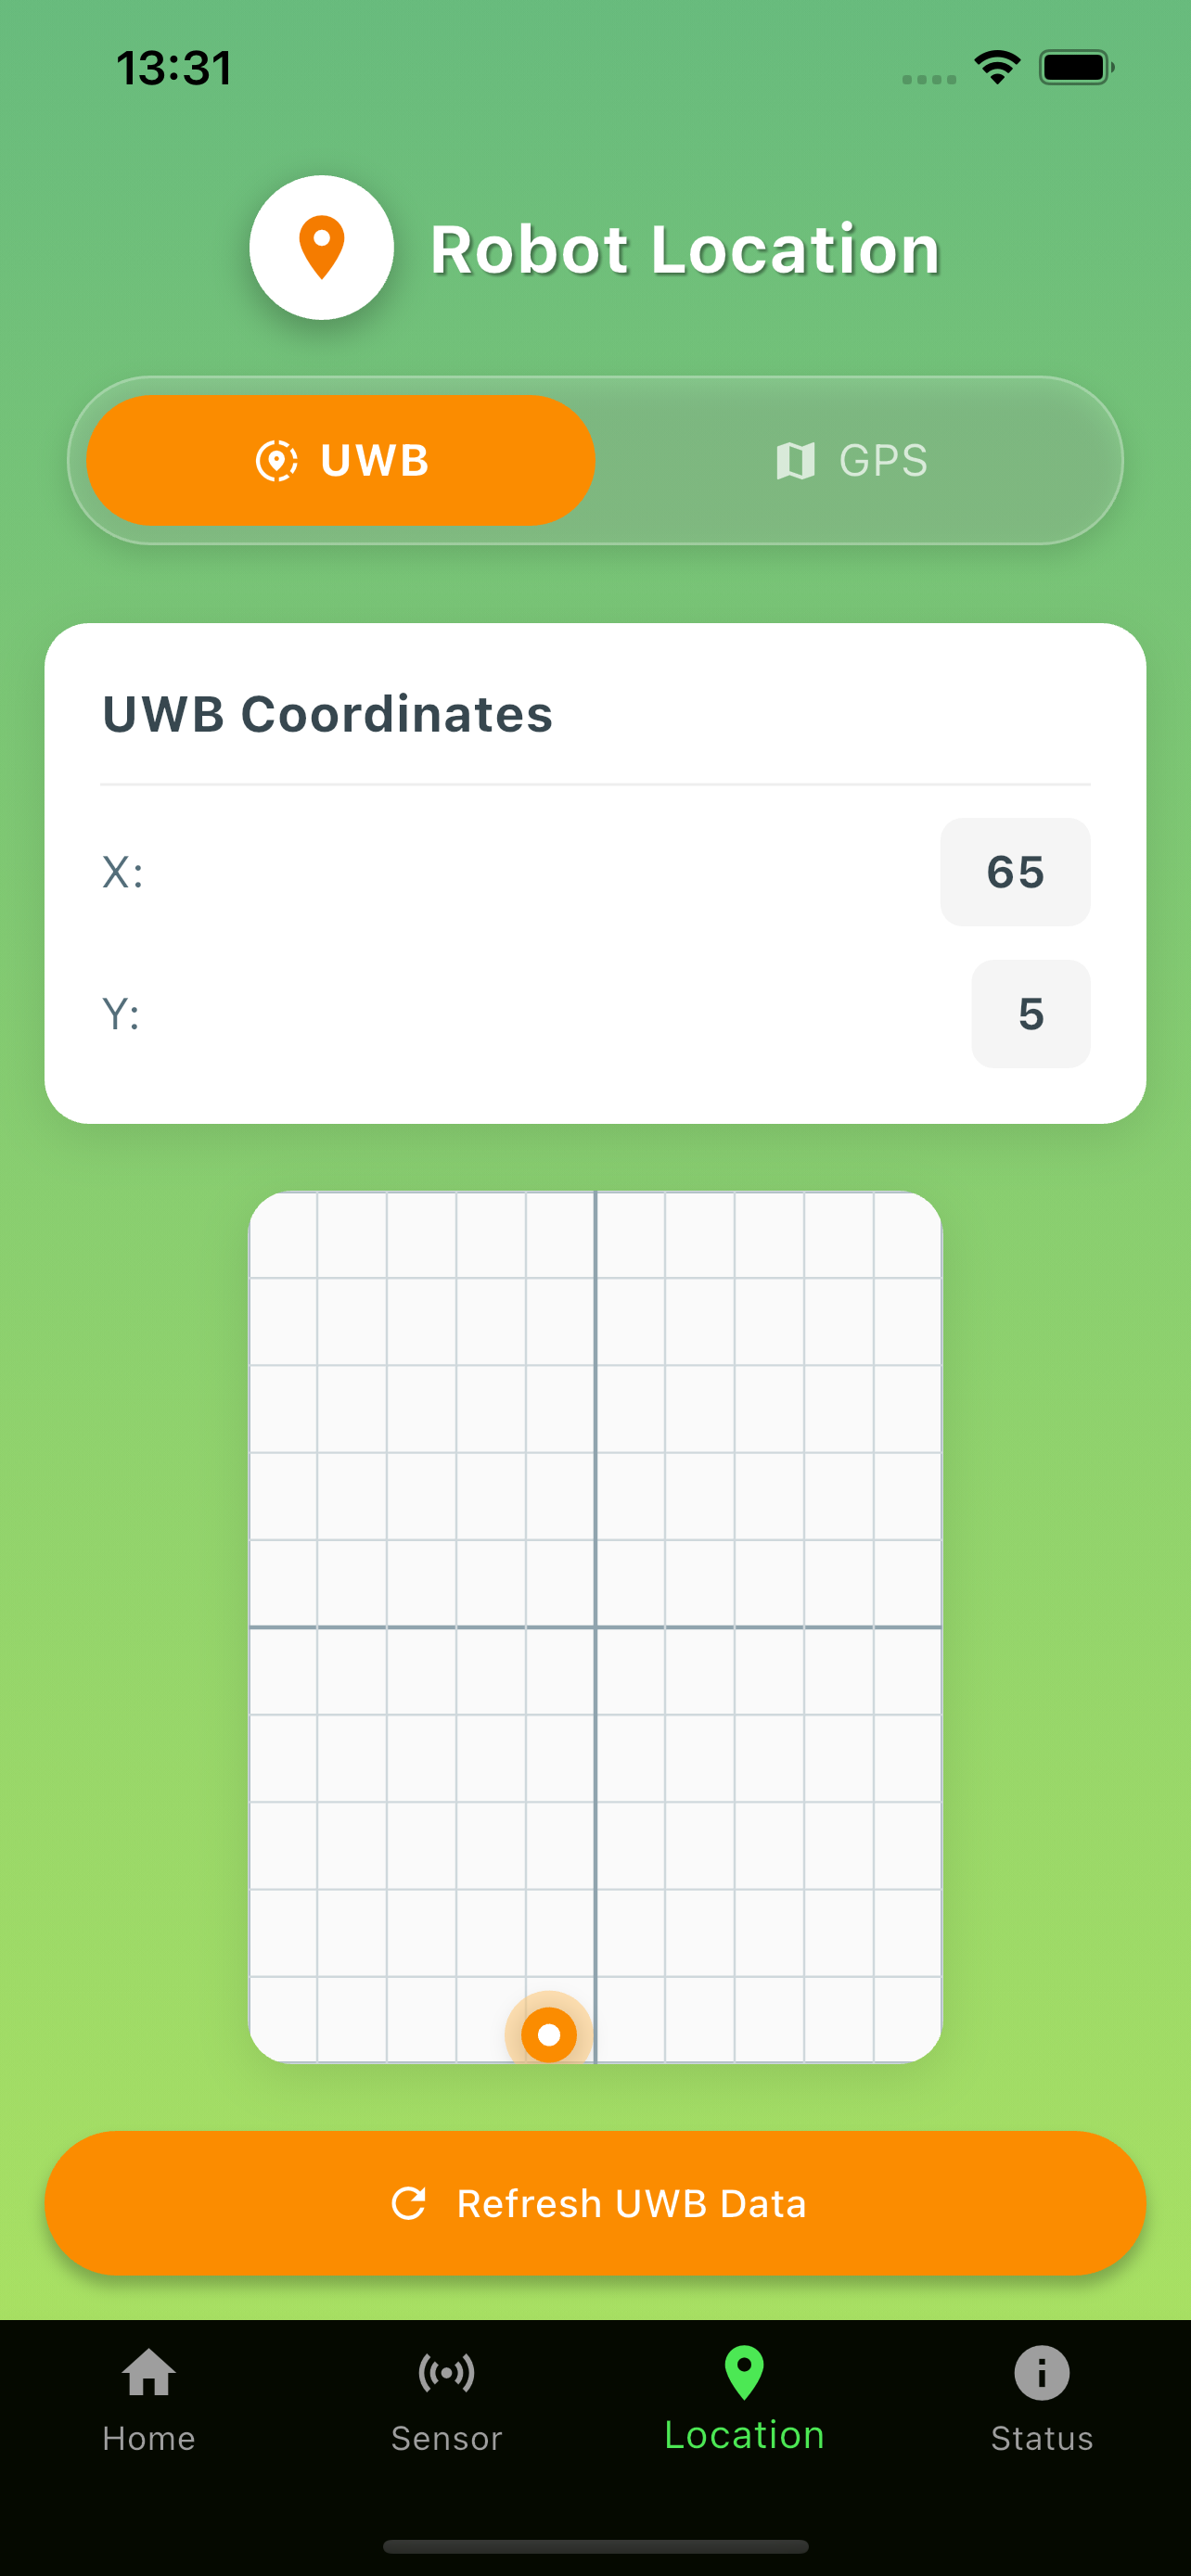 13:31
Robot Location
UWB
GPS
UWB Coordinates
X:
65
Y:
5
Refresh UWB Data
Home
Sensor
Location
Status